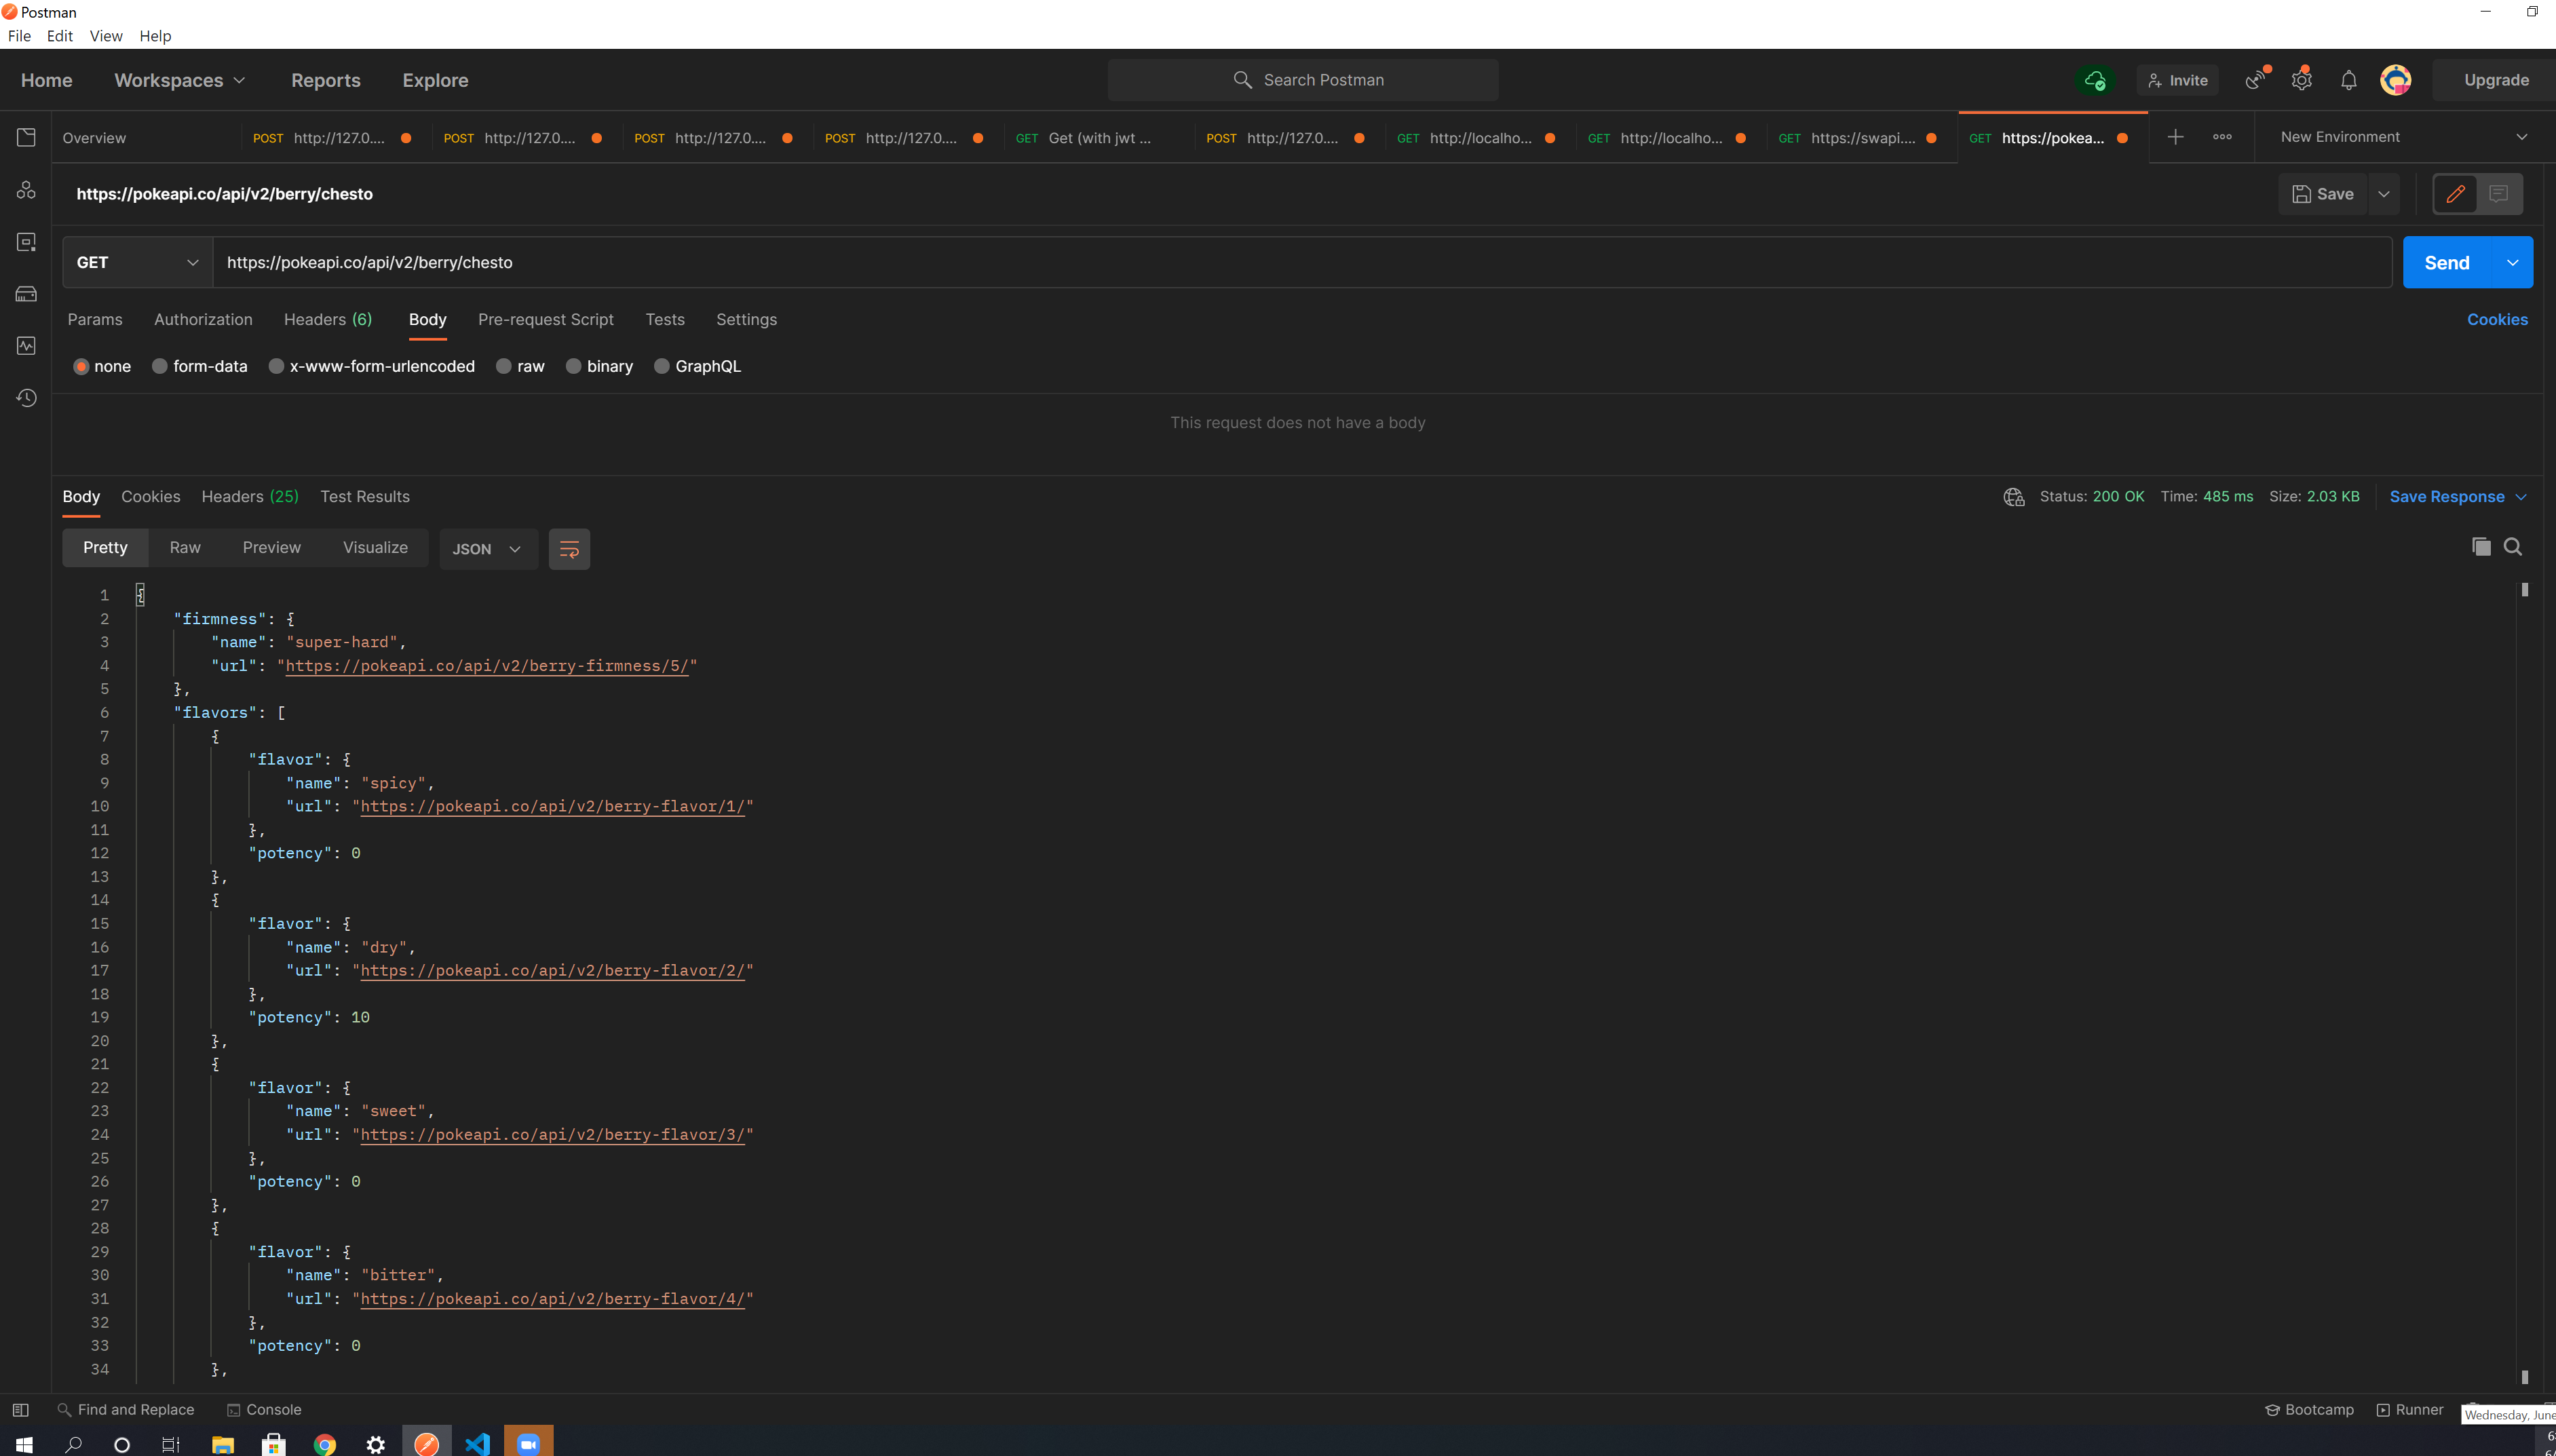 Postman
File Edit View Help
Home Workspaces Reports Explore Search Postman Invite Upgrade
Overview POST http://127.0.... POST http://127.0.... POST http://127.0.... POST http://127.0.... GET Get (with jwt ... POST http://127.0.... GET http://localho... GET http://localho... GET https://swapi.... GET https://pokea... New Environment
https://pokeapi.co/api/v2/berry/chesto Save
GET https://pokeapi.co/api/v2/berry/chesto Send
Params Authorization Headers (6) Body Pre-request Script Tests Settings Cookies
none form-data x-www-form-urlencoded raw binary GraphQL
This request does not have a body
Body Cookies Headers (25) Test Results Status: 200 OK Time: 485 ms Size: 2.03 KB Save Response
Pretty Raw Preview Visualize JSON
1 {
2 "firmness": {
3 "name": "super-hard",
4 "url": "https://pokeapi.co/api/v2/berry-firmness/5/"
5 },
6 "flavors": [
7 {
8 "flavor": {
9 "name": "spicy",
10 "url": "https://pokeapi.co/api/v2/berry-flavor/1/"
11 },
12 "potency": 0
13 },
14 {
15 "flavor": {
16 "name": "dry",
17 "url": "https://pokeapi.co/api/v2/berry-flavor/2/"
18 },
19 "potency": 10
20 },
21 {
22 "flavor": {
23 "name": "sweet",
24 "url": "https://pokeapi.co/api/v2/berry-flavor/3/"
25 },
26 "potency": 0
27 },
28 {
29 "flavor": {
30 "name": "bitter",
31 "url": "https://pokeapi.co/api/v2/berry-flavor/4/"
32 },
33 "potency": 0
34 },
Find and Replace Console Bootcamp Runner
Wednesday, June